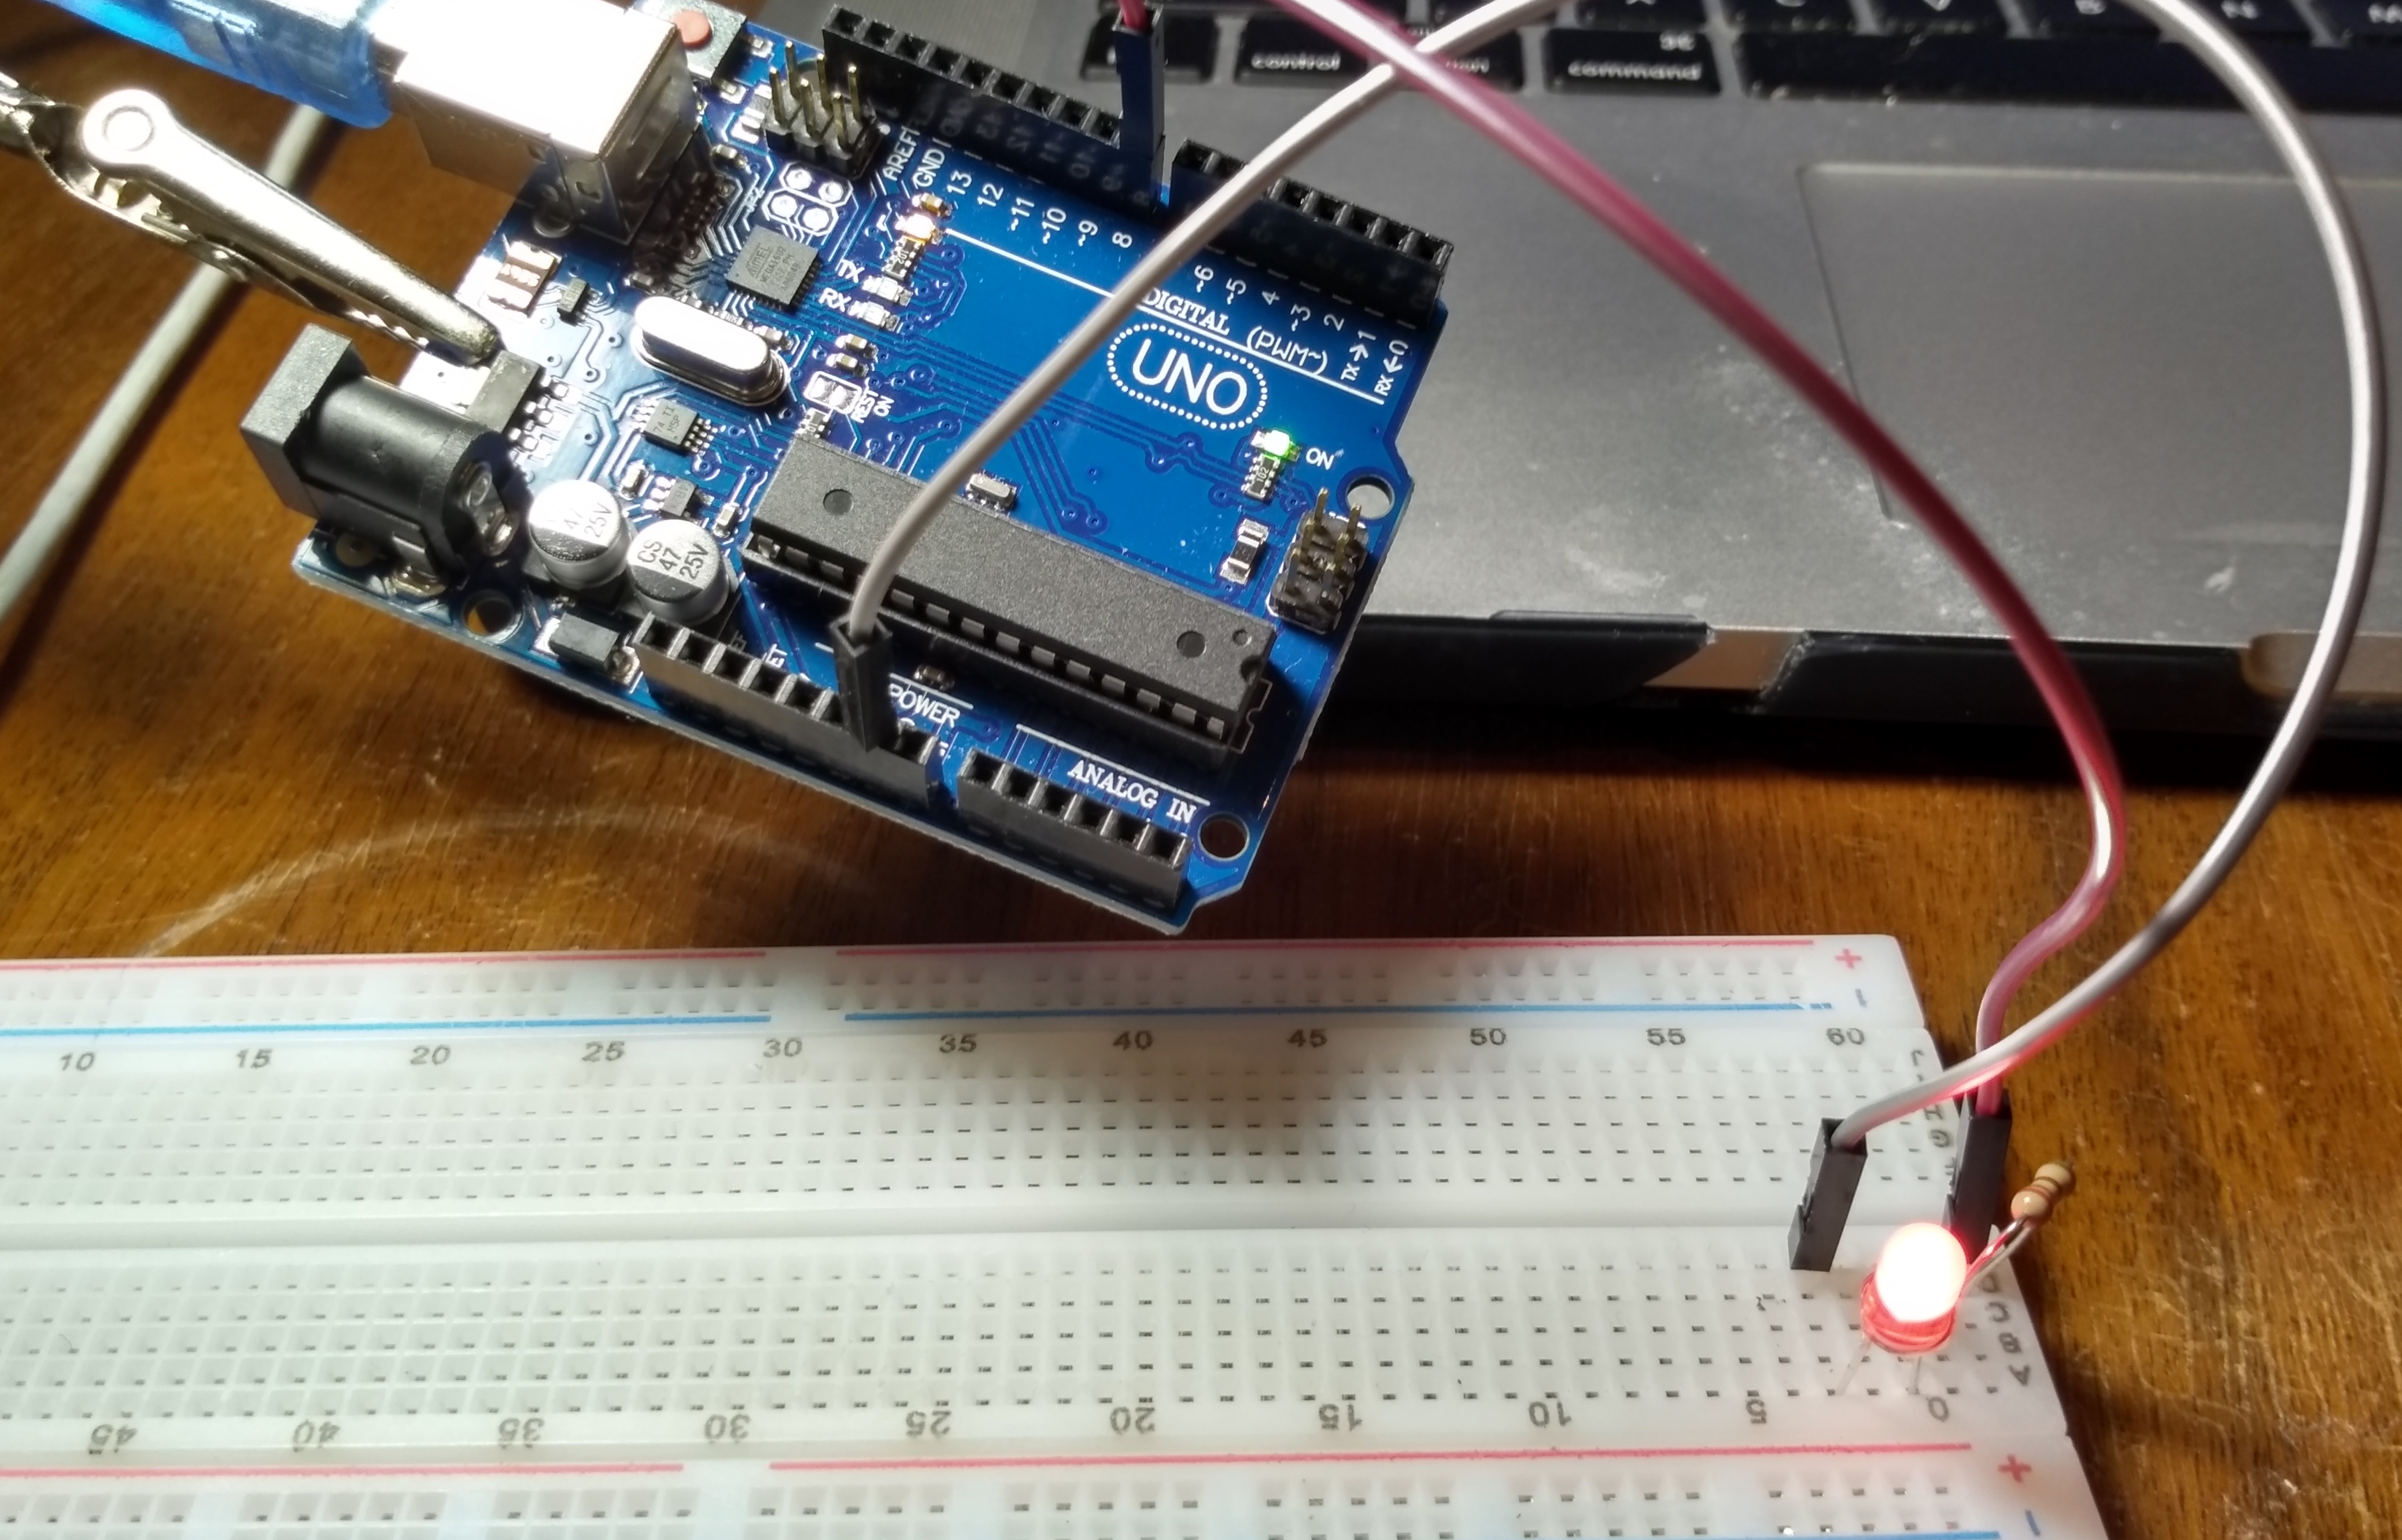 control
command
AREF
GND
13
12
~11
~10
~9
8
~6
~5
4
~3
2
TX→1
RX←0
DIGITAL (PWM~)
TX
RX
UNO
ON
47
25V
CS
47
25V
POWER
ANALOG IN
+
10 15 20 25 30 35 40 45 50 55 60
J
H
G
C
B
A
45 40 35 30 25 20 15 10 5 0
+